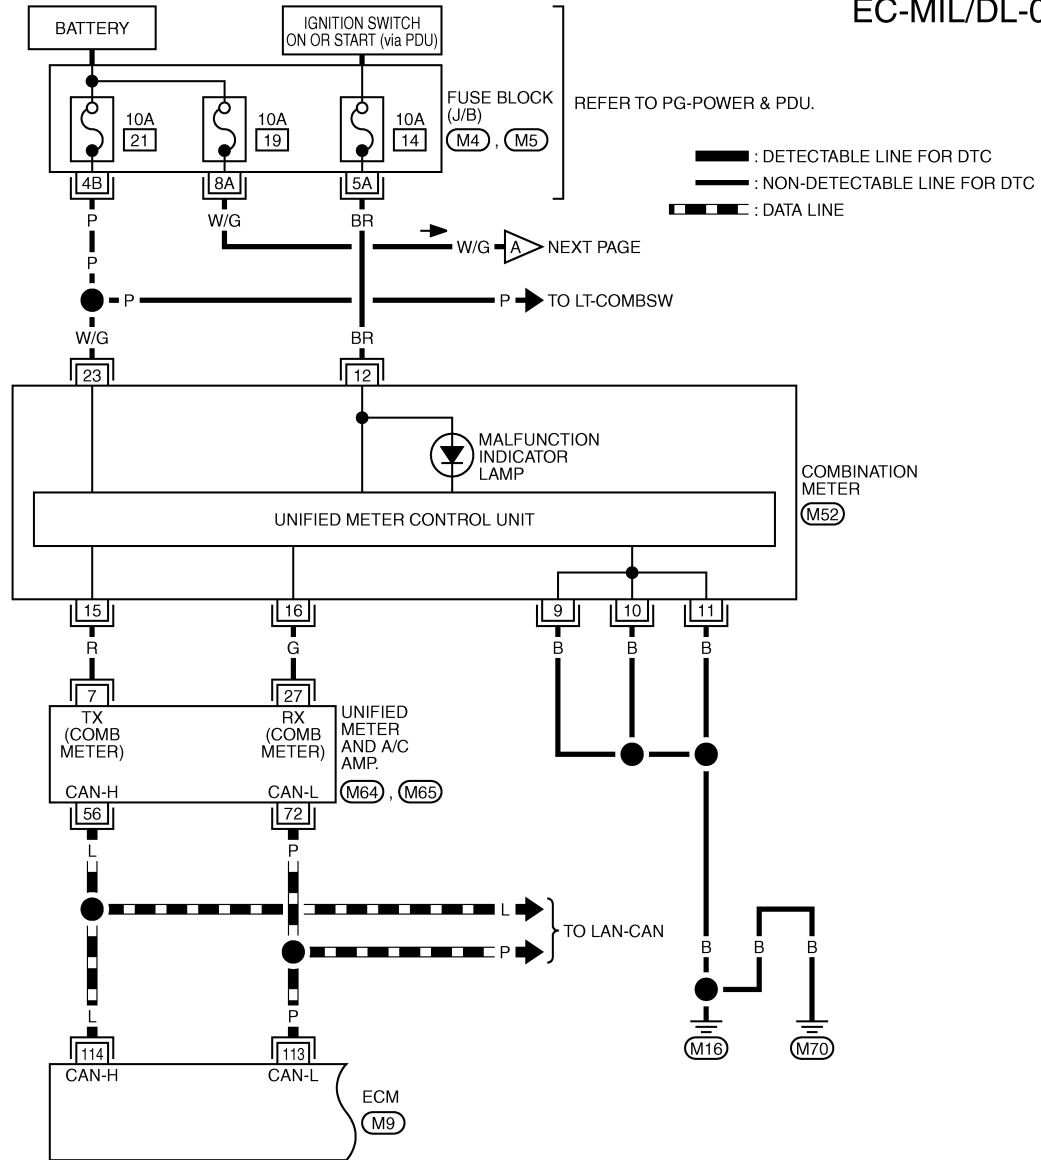 EC-MIL/DL-0
BATTERY
IGNITION SWITCH
ON OR START (via PDU)
10A
21
10A
19
10A
14
FUSE BLOCK
(J/B)
M4 , M5
REFER TO PG-POWER & PDU.
: DETECTABLE LINE FOR DTC
: NON-DETECTABLE LINE FOR DTC
: DATA LINE
4B
8A
5A
P
W/G
BR
W/G
A
NEXT PAGE
P
P
P
TO LT-COMBSW
W/G
BR
23
12
MALFUNCTION
INDICATOR
LAMP
COMBINATION
METER
M52
UNIFIED METER CONTROL UNIT
15
16
9
10
11
R
G
B
B
B
7
27
TX
(COMB
METER)
RX
(COMB
METER)
UNIFIED
METER
AND A/C
AMP.
M64 , M65
CAN-H
CAN-L
56
72
L
P
L
P
TO LAN-CAN
B
B
B
L
P
M16
M70
114
113
CAN-H
CAN-L
ECM
M9